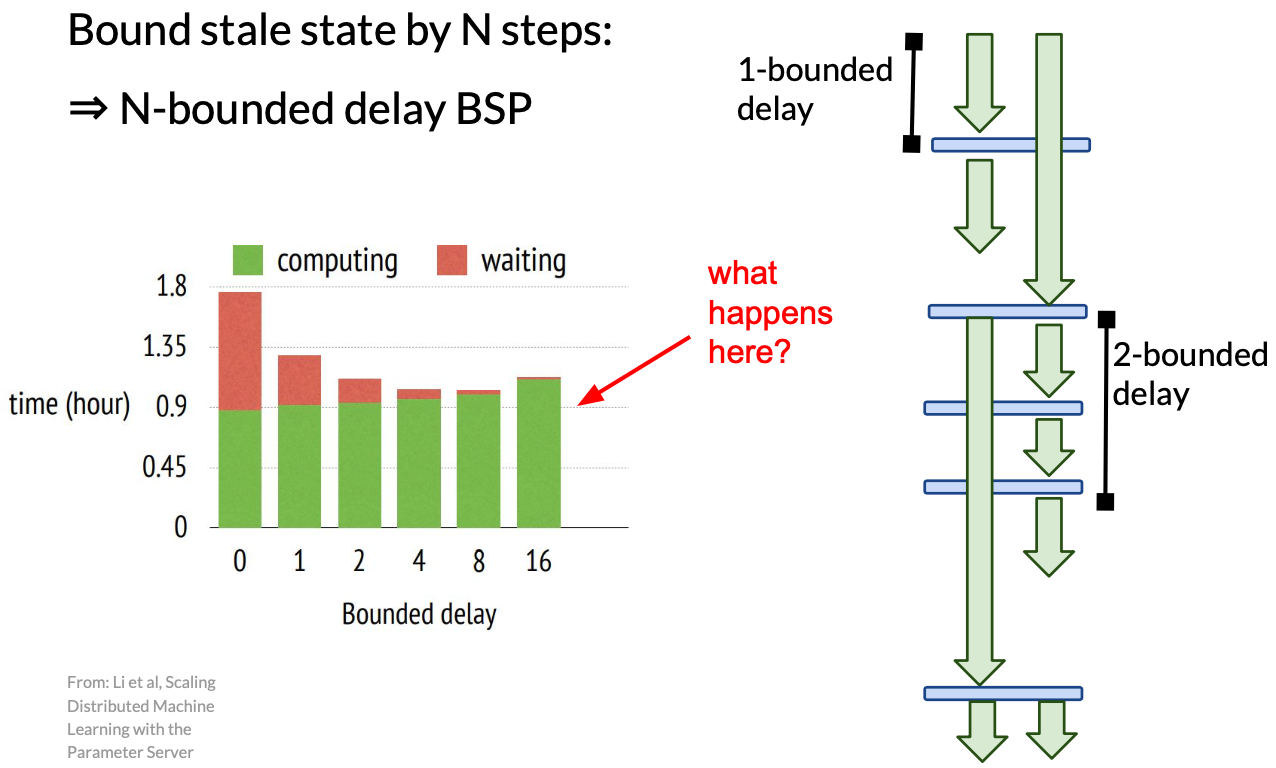 Bound stale state by N steps:
⇒ N-bounded delay BSP
1-bounded
delay
computing
waiting
what
happens
here?
1.8
1.35
0.9
0.45
0
time (hour)
0
1
2
4
8
16
Bounded delay
2-bounded
delay
From: Li et al, Scaling
Distributed Machine
Learning with the
Parameter Server